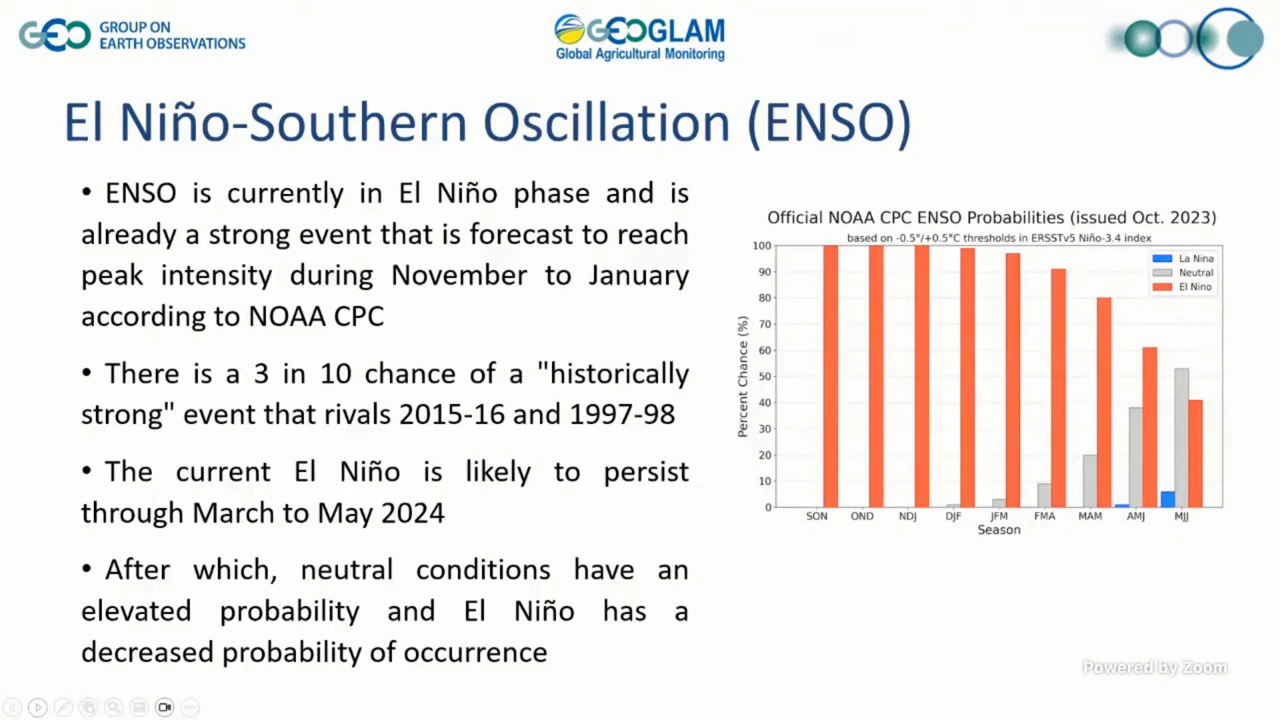 GEO GROUP ON
EARTH OBSERVATIONS
GEOGLAM
Global Agricultural Monitoring
El Niño-Southern Oscillation (ENSO)
• ENSO is currently in El Niño phase and is
already a strong event that is forecast to reach
peak intensity during November to January
according to NOAA CPC
• There is a 3 in 10 chance of a "historically
strong" event that rivals 2015-16 and 1997-98
• The current El Niño is likely to persist
through March to May 2024
• After which, neutral conditions have an
elevated probability and El Niño has a
decreased probability of occurrence
Official NOAA CPC ENSO Probabilities (issued Oct. 2023)
based on -0.5°/+0.5°C thresholds in ERSSTv5 Niño-3.4 index
La Nina
Neutral
El Nino
Percent Chance (%)
100
90
80
70
60
50
40
30
20
10
0
SON OND NDJ DJF JFM FMA MAM AMJ MJJ
Season
Powered by Zoom